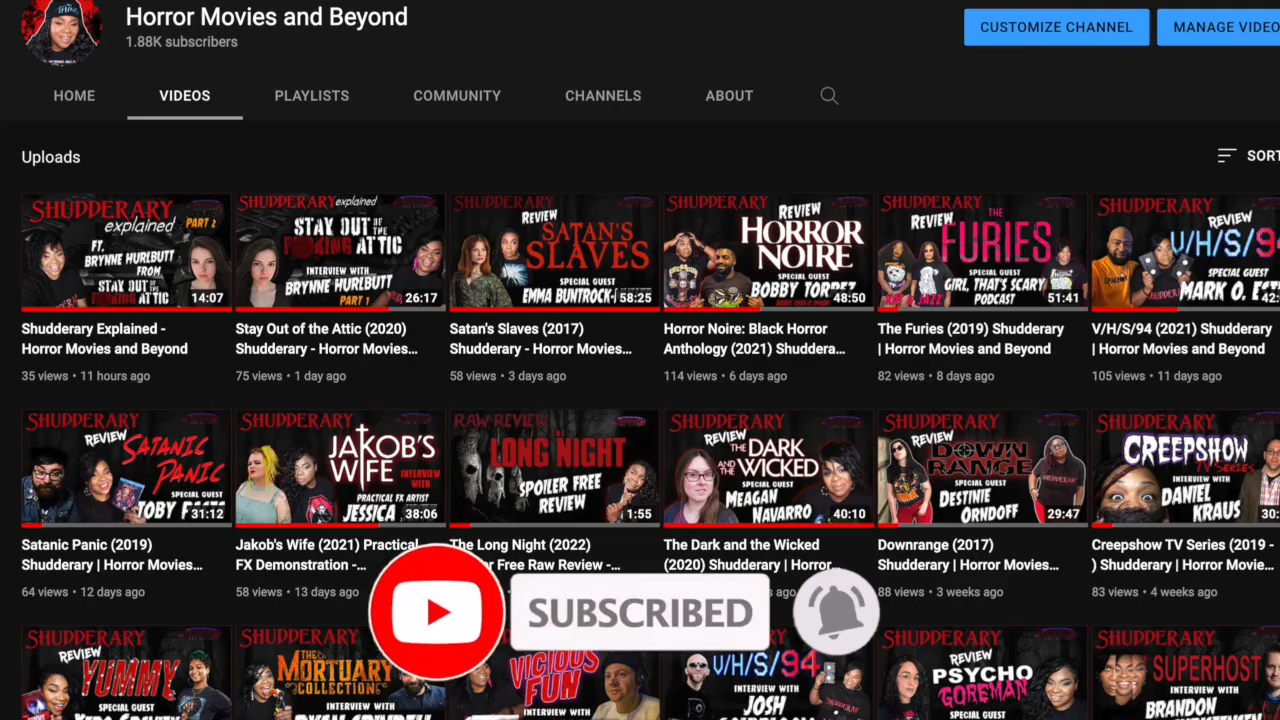 Horror Movies and Beyond
1.88K subscribers
CUSTOMIZE CHANNEL
MANAGE VIDEO
HOME
VIDEOS
PLAYLISTS
COMMUNITY
CHANNELS
ABOUT
Uploads
SORT
SHUDDERARY
explained
PART 2
FT.
BRYNNE HURLBUTT
FROM
STAY OUT
OF THE
ATTIC
14:07
SHUDDERARY explained
STAY OUT OF THE
ATTIC
INTERVIEW WITH
BRYNNE HURLBUTT
PART 1
26:17
SHUDDERARY
REVIEW
SATAN'S
SLAVES
SPECIAL GUEST
EMMA BUNTROCK-
58:25
SHUDDERARY
REVIEW
HORROR
NOIRE
SPECIAL GUEST
BOBBY TORREZ
48:50
SHUDDERARY
REVIEW
THE
FURIES
SPECIAL GUEST
GIRL, THAT'S SCARY
PODCAST
51:41
SHUDDERARY
REVIEW
V/H/S/94
SPECIAL GUEST
MARK O. EST
42:
Shudderary Explained -
Horror Movies and Beyond
35 views • 11 hours ago
Stay Out of the Attic (2020)
Shudderary - Horror Movies...
75 views • 1 day ago
Satan's Slaves (2017)
Shudderary - Horror Movies...
58 views • 3 days ago
Horror Noire: Black Horror
Anthology (2021) Shuddera...
114 views • 6 days ago
The Furies (2019) Shudderary
| Horror Movies and Beyond
82 views • 8 days ago
V/H/S/94 (2021) Shudderary
| Horror Movies and Beyond
105 views • 11 days ago
SHUDDERARY
REVIEW
SATANIC
PANIC
SPECIAL GUEST
TOBY
31:12
SHUDDERARY
JAKOB'S
WIFE
INTERVIEW
WITH
PRACTICAL FX ARTIST
JESSICA
38:06
RAW REVIEW
THE
LONG NIGHT
SPOILER FREE
REVIEW
1:55
SHUDDERARY
REVIEW
THE DARK
AND THE WICKED
SPECIAL GUEST
MEAGAN
NAVARRO
40:10
SHUDDERARY
REVIEW
DOWN
RANGE
SPECIAL GUEST
DESTINIE
ORNDOFF
29:47
SHUDDERARY
CREEPSHOW
TV SERIES
INTERVIEW WITH
DANIEL
KRAUS
30:
Satanic Panic (2019)
Shudderary | Horror Movies...
64 views • 12 days ago
Jakob's Wife (2021) Practical
FX Demonstration -...
58 views • 13 days ago
The Long Night (2022)
Free Raw Review -...
The Dark and the Wicked
(2020) Shudderary | Horror...
ago
Downrange (2017)
Shudderary | Horror Movies...
88 views • 3 weeks ago
Creepshow TV Series (2019 -
) Shudderary | Horror Movie...
83 views • 4 weeks ago
SUBSCRIBED
SHUDDERARY
REVIEW
YUMMY
SPECIAL GUEST
SHUDDERARY
THE
MORTUARY
COLLECTION
INTERVIEW WITH
VICIOUS
FUN
INTERVIEW WITH
V/H/S/94
INTERVIEW WITH
JOSH
SHUDDERARY
REVIEW
PSYCHO
GOREMAN
SPECIAL GUEST
SHUDDERARY
SUPERHOST
INTERVIEW WITH
BRANDON